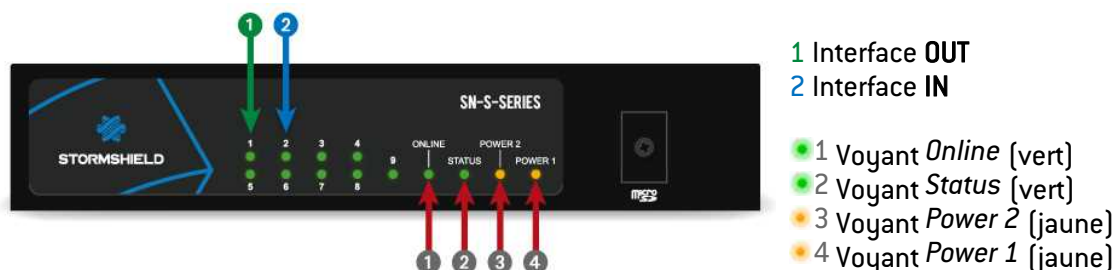 1 2
1 Interface OUT
2 Interface IN
SN-S-SERIES
STORMSHIELD
1 2 3 4 ONLINE POWER 2
9 STATUS POWER 1
5 6 7 8
micro SD
1 Voyant Online (vert)
2 Voyant Status (vert)
3 Voyant Power 2 (jaune)
4 Voyant Power 1 (jaune)
1 2 3 4